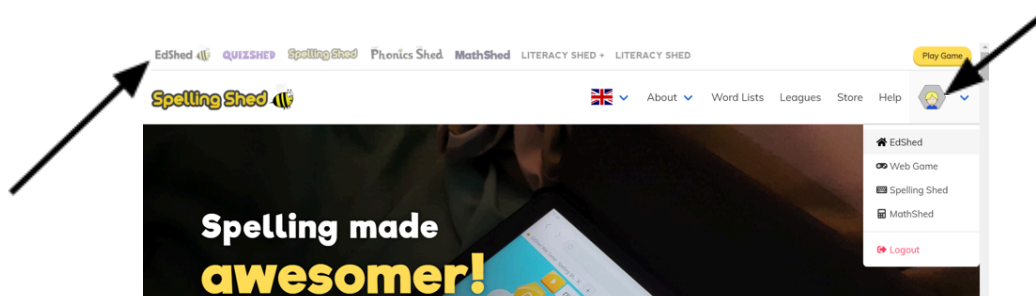 EdShed QUIZSHED Spelling Shed Phonics Shed MathShed LITERACY SHED + LITERACY SHED Play Game
Spelling Shed About Word Lists Leagues Store Help
EdShed
Web Game
Spelling Shed
MathShed
Logout
Spelling made
awesomer!